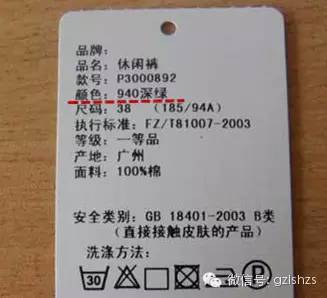 品牌：
品名：休闲裤
款号：P3000892
颜色：940深绿
尺码：38 （185/94A）
执行标准：FZ/T81007-2003
等级：一等品
产地：广州
面料：100%棉
安全类别：GB 18401-2003 B类
（直接接触皮肤的产品）
洗涤方法：
30 P
微信号：gzlshzs